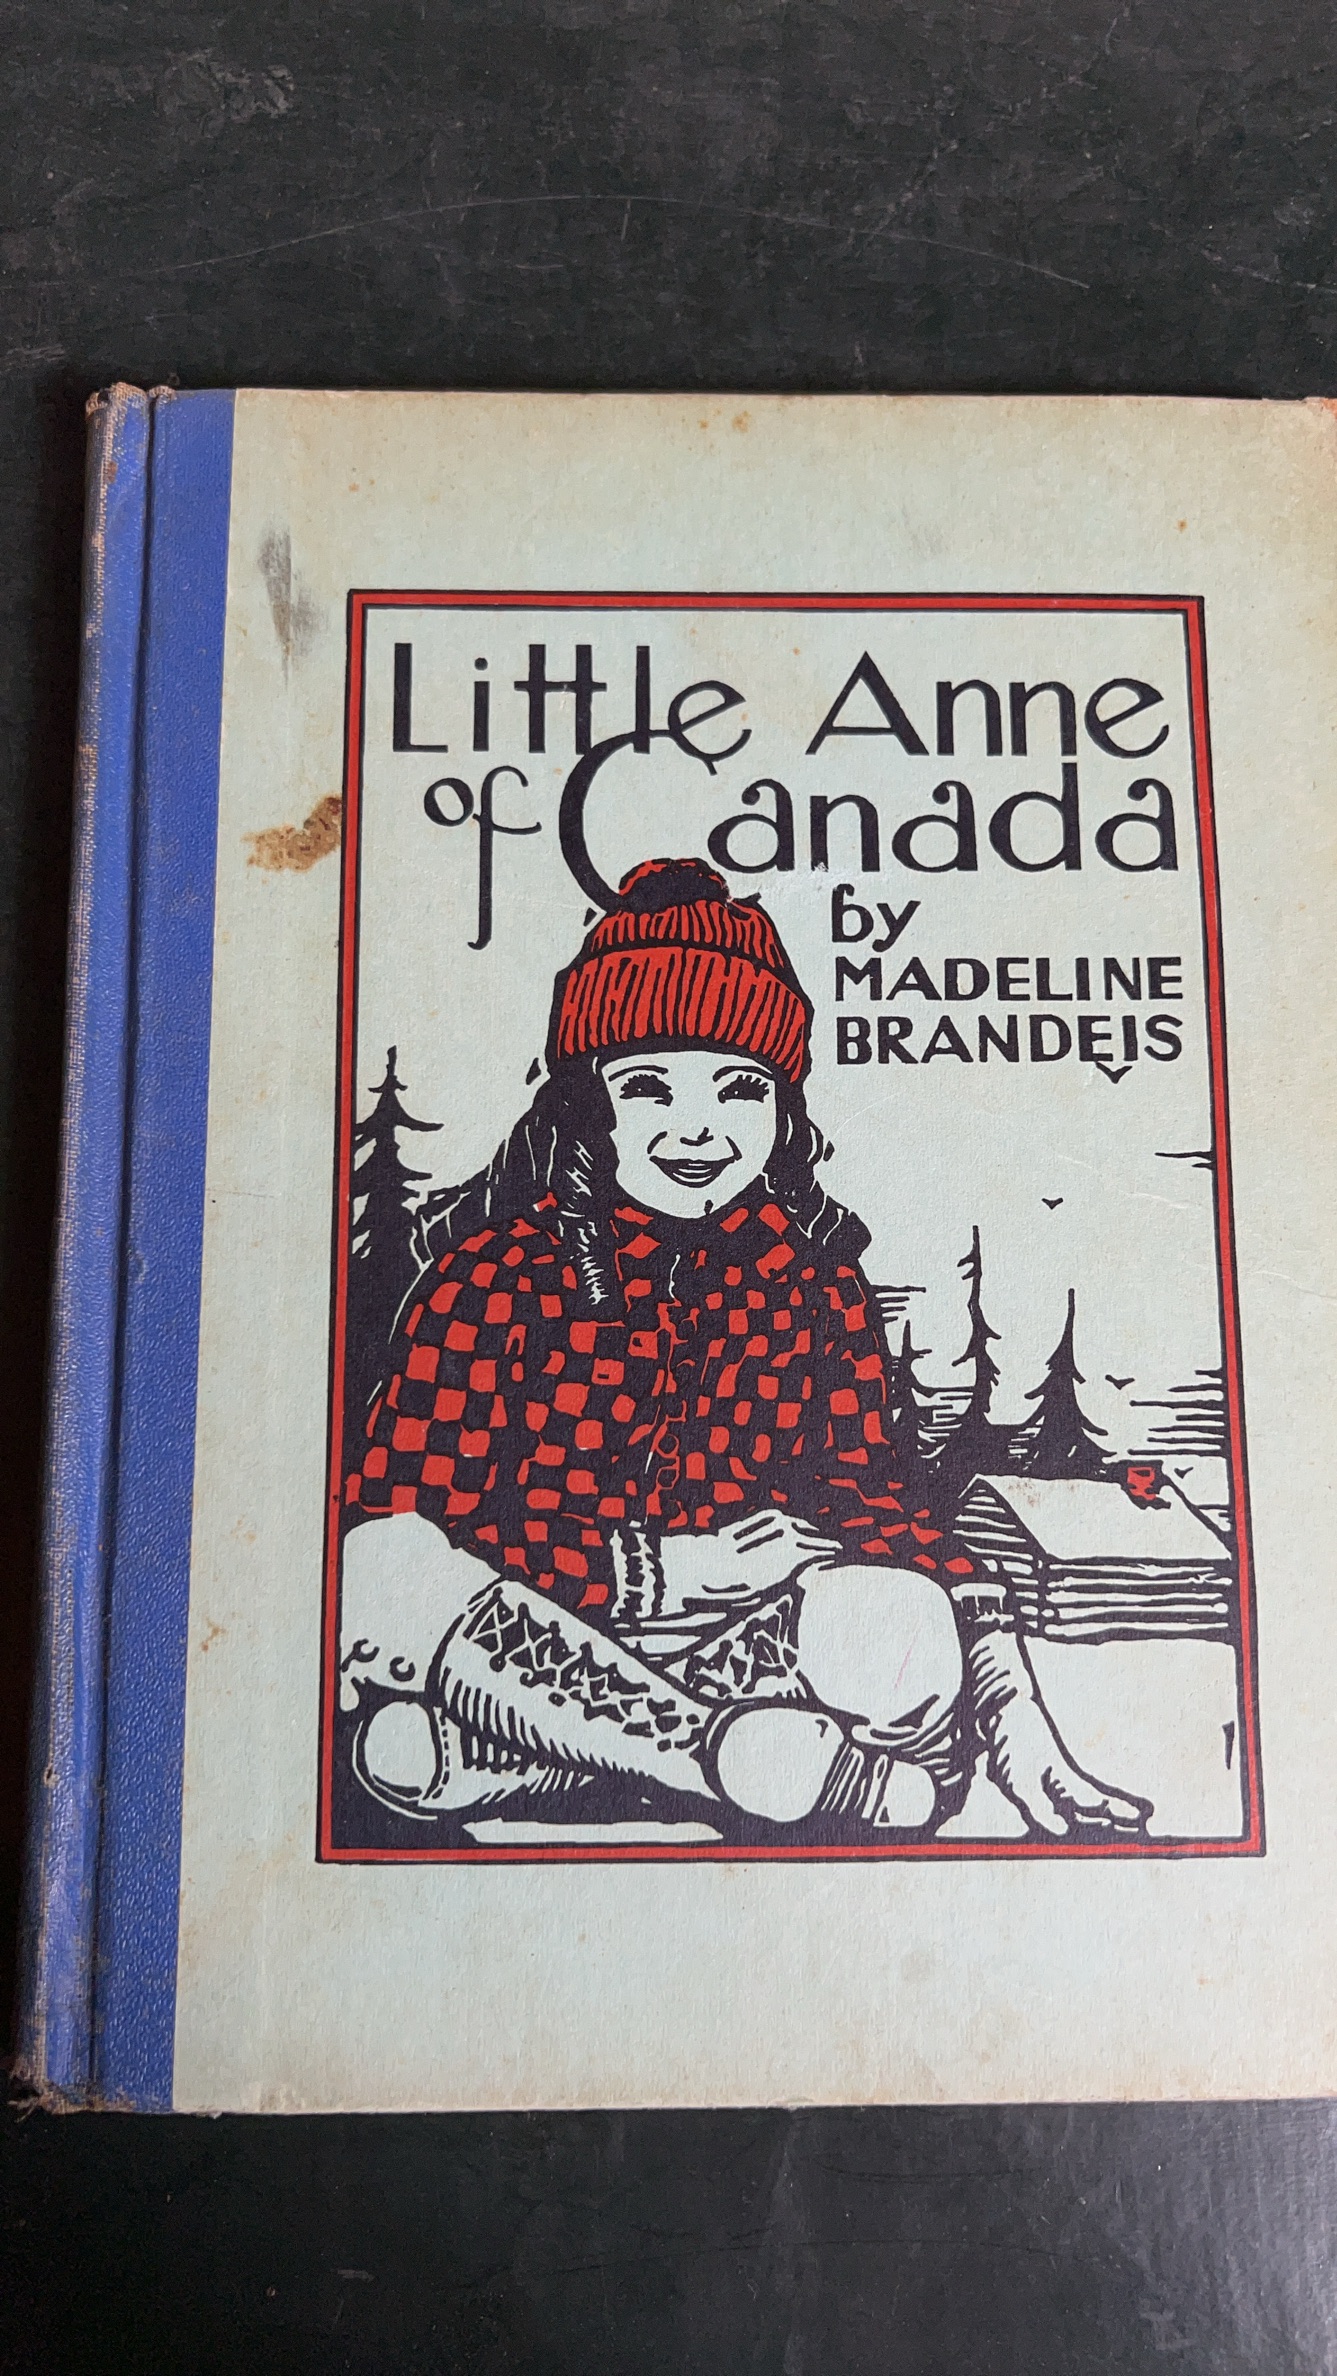 Little Anne
of Canada
by
MADELINE
BRANDEIS